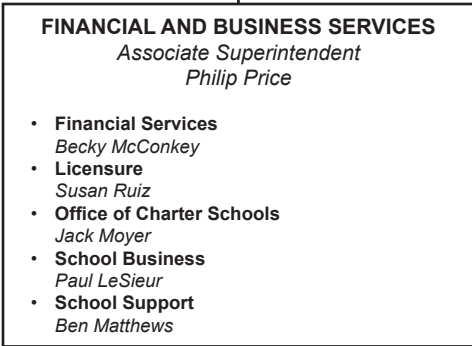 FINANCIAL AND BUSINESS SERVICES
Associate Superintendent
Philip Price
• Financial Services
Becky McConkey
• Licensure
Susan Ruiz
• Office of Charter Schools
Jack Moyer
• School Business
Paul LeSieur
• School Support
Ben Matthews